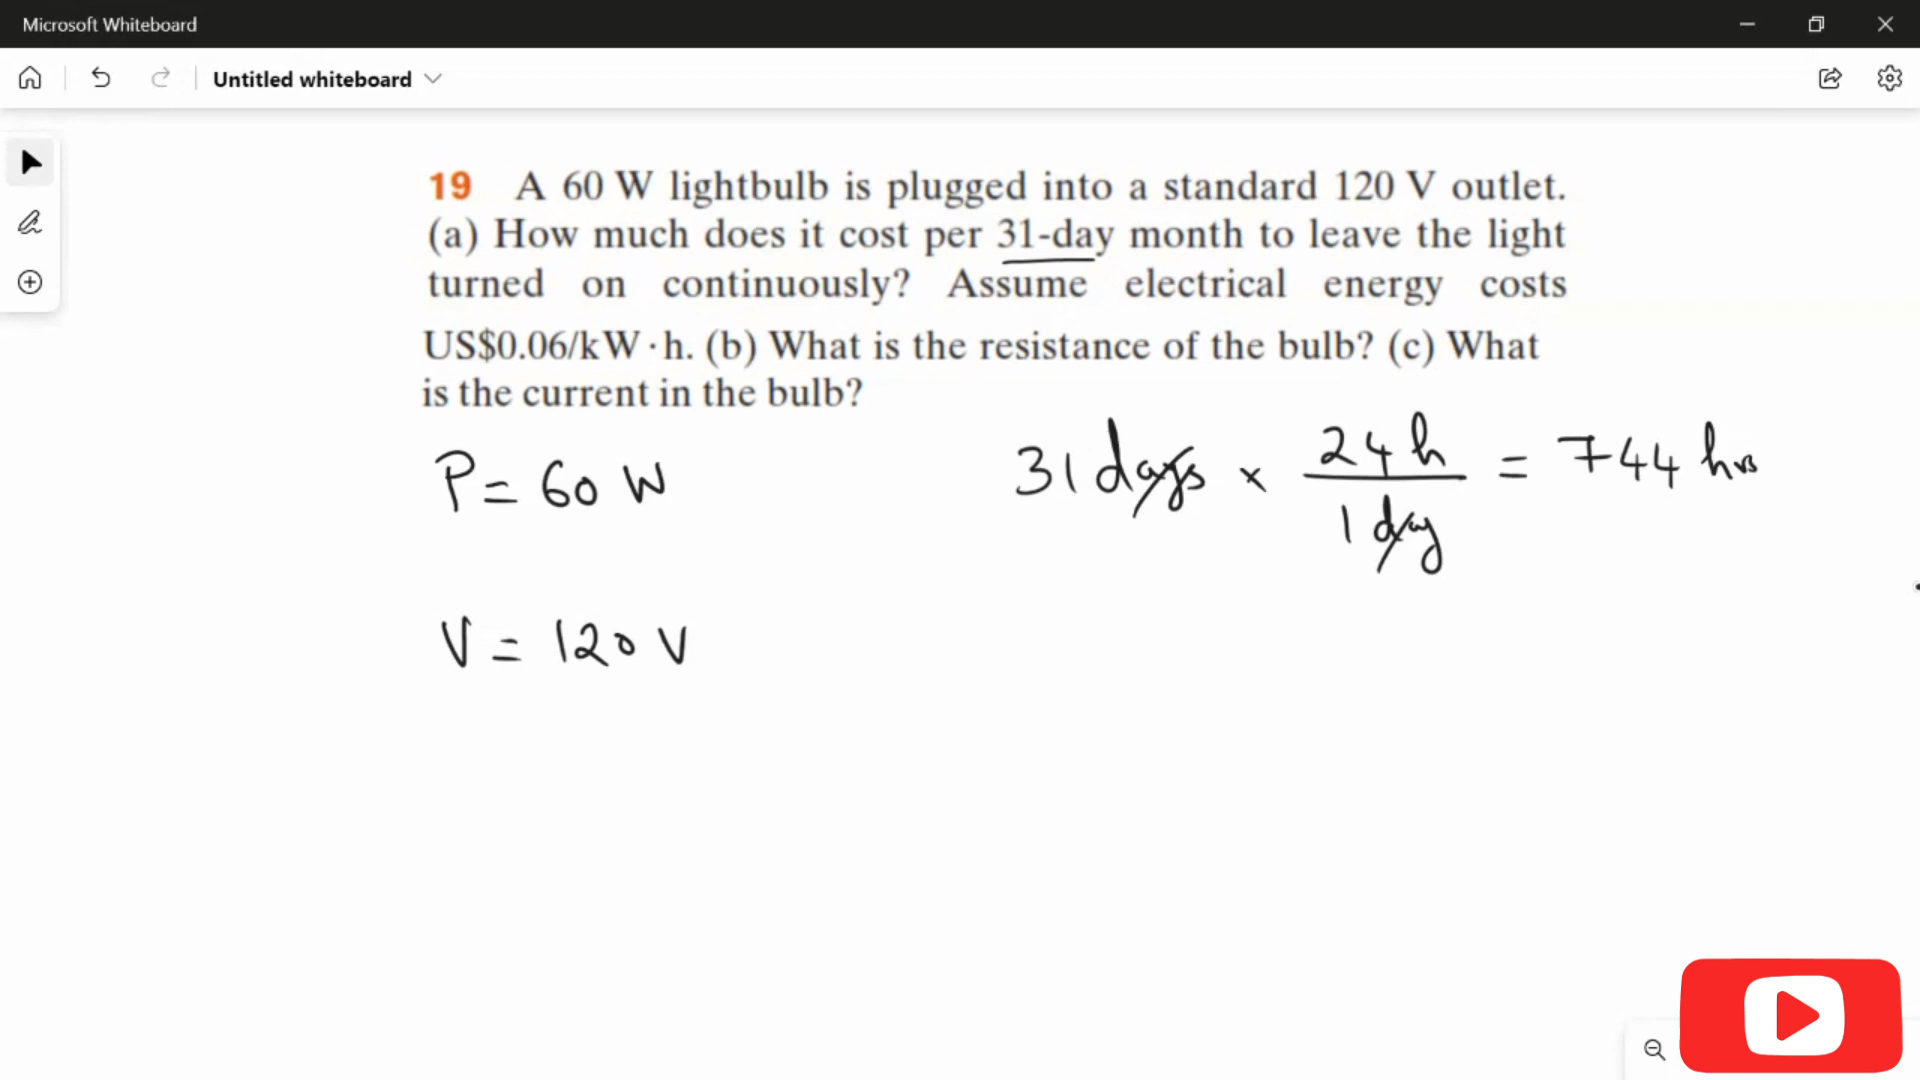 Microsoft Whiteboard
Untitled whiteboard
19 A 60 W lightbulb is plugged into a standard 120 V outlet.
(a) How much does it cost per 31-day month to leave the light
turned on continuously? Assume electrical energy costs
US$0.06/kW·h. (b) What is the resistance of the bulb? (c) What
is the current in the bulb?
P = 60 W
31 days × 24 h / 1 day = 744 hrs
V = 120 V